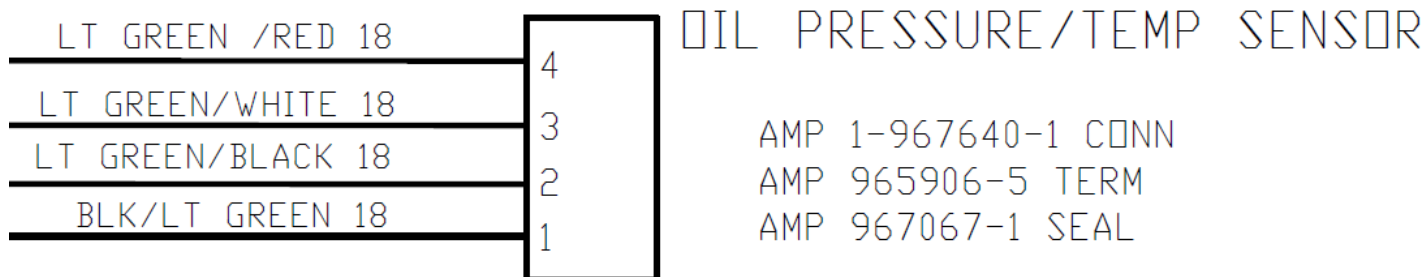 OIL PRESSURE/TEMP SENSOR
LT GREEN /RED 18
4
LT GREEN/WHITE 18
3
LT GREEN/BLACK 18
2
BLK/LT GREEN 18
1
AMP 1-967640-1 CONN
AMP 965906-5 TERM
AMP 967067-1 SEAL